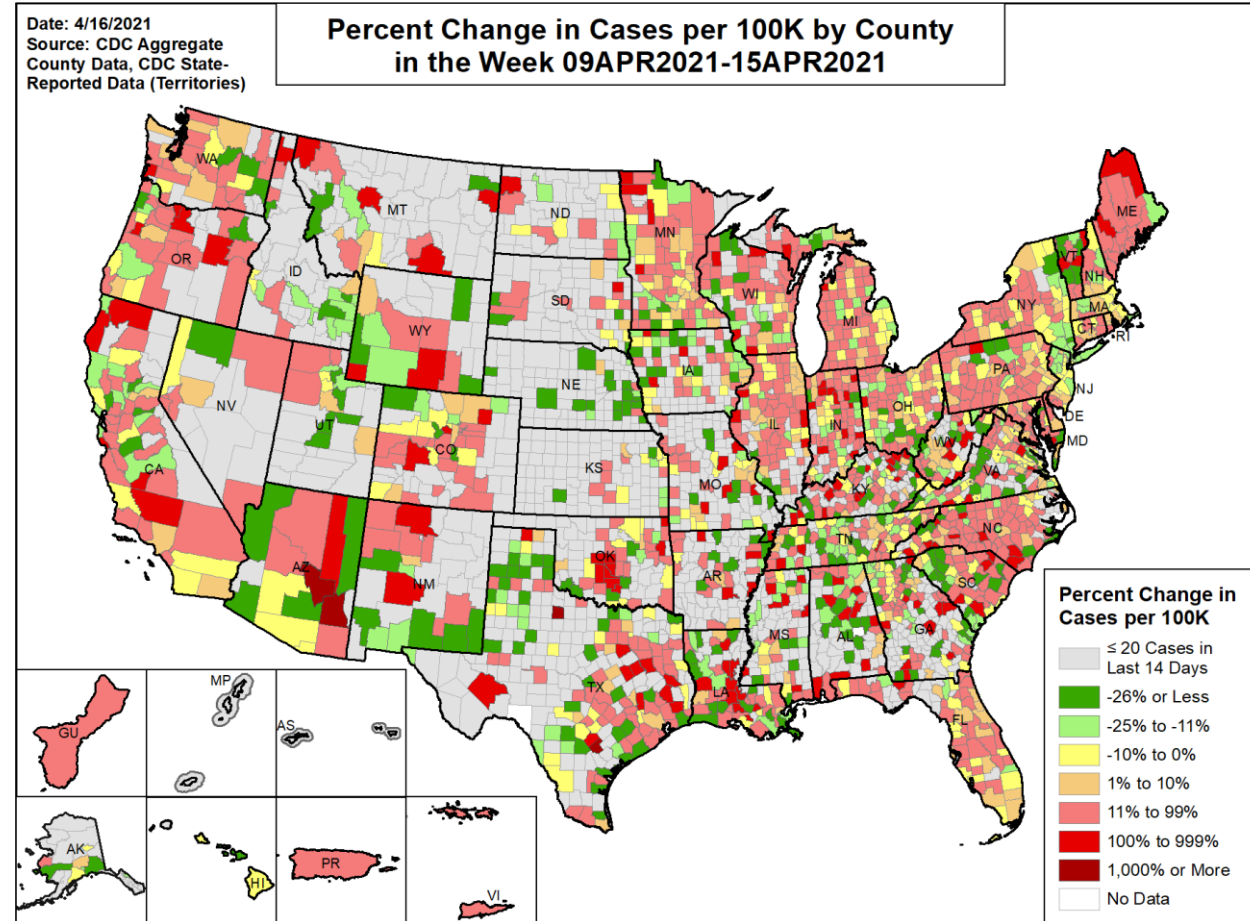 Date: 4/16/2021
Source: CDC Aggregate
County Data, CDC State-
Reported Data (Territories)
Percent Change in Cases per 100K by County
in the Week 09APR2021-15APR2021
WA
MT
ND
MN
ME
OR
ID
SD
WI
MI
VT
NH
NY
MA
CT
RI
WY
NE
IA
PA
NJ
NV
UT
CO
KS
MO
IL
IN
OH
WV
DE
MD
VA
CA
KY
AZ
NM
OK
AR
TN
NC
SC
TX
LA
MS
AL
GA
FL
GU
MP
AS
AK
HI
PR
VI
Percent Change in
Cases per 100K
≤ 20 Cases in
Last 14 Days
-26% or Less
-25% to -11%
-10% to 0%
1% to 10%
11% to 99%
100% to 999%
1,000% or More
No Data